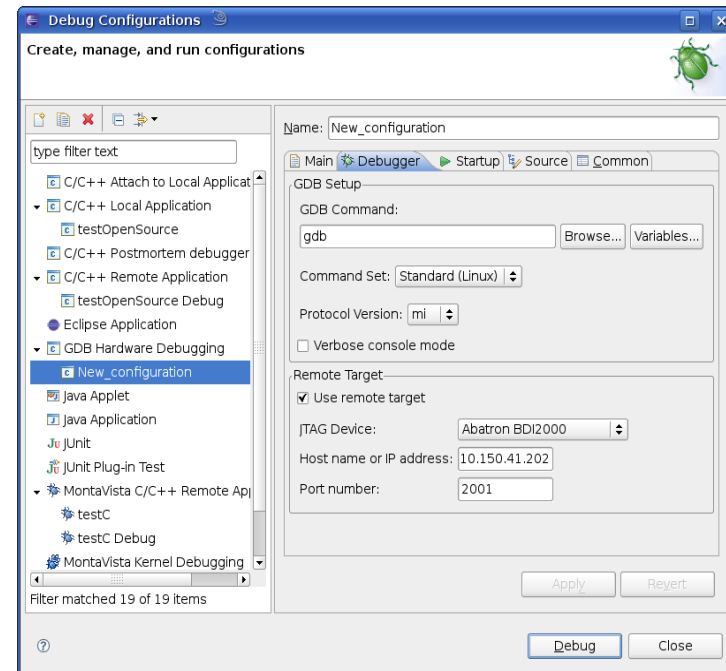 Debug Configurations
Create, manage, and run configurations
type filter text
C/C++ Attach to Local Applicat
C/C++ Local Application
testOpenSource
C/C++ Postmortem debugger
C/C++ Remote Application
testOpenSource Debug
Eclipse Application
GDB Hardware Debugging
New_configuration
Java Applet
Java Application
Ju JUnit
JUnit Plug-in Test
MontaVista C/C++ Remote App
testC
testC Debug
MontaVista Kernel Debugging
Filter matched 19 of 19 items
Name: New_configuration
Main Debugger Startup Source Common
GDB Setup
GDB Command:
gdb Browse... Variables...
Command Set: Standard (Linux)
Protocol Version: mi
Verbose console mode
Remote Target
Use remote target
JTAG Device: Abatron BDI2000
Host name or IP address: 10.150.41.202
Port number: 2001
Apply Revert
Debug Close